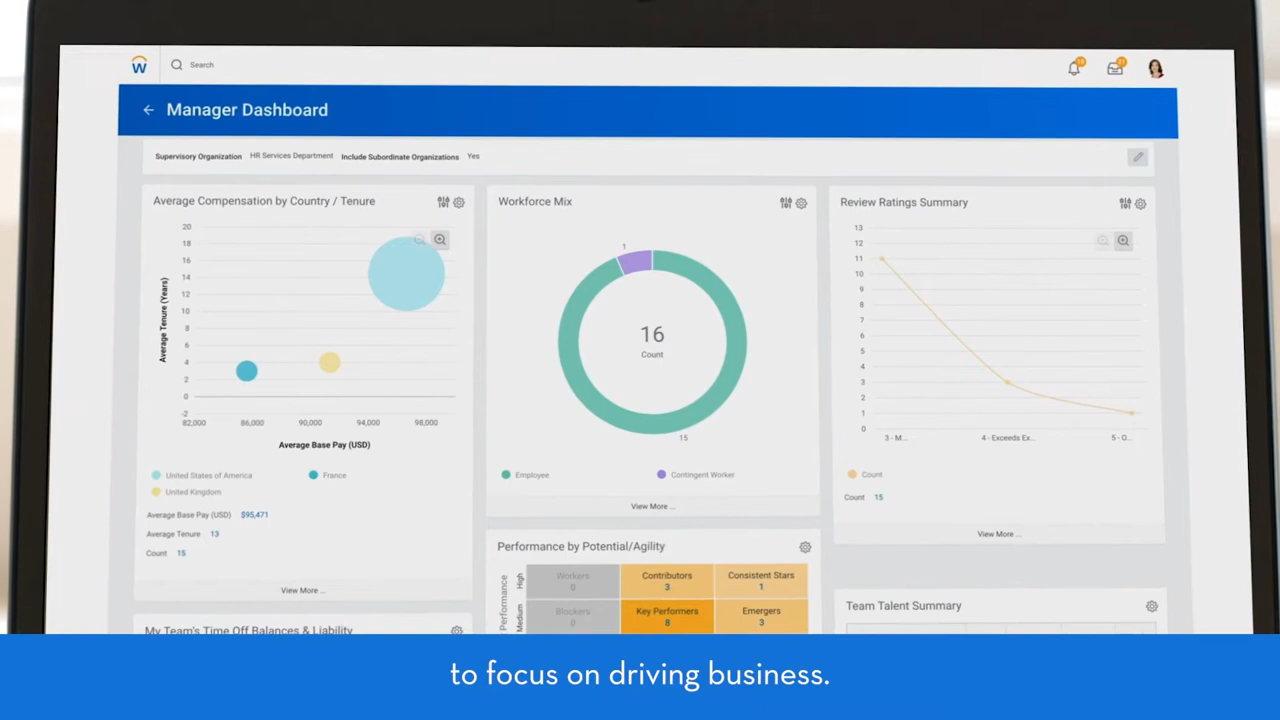 W
Search
18
21
Manager Dashboard
Supervisory Organization HR Services Department Include Subordinate Organizations Yes
Average Compensation by Country / Tenure
20
18
16
14
12
10
8
6
4
2
0
-2
82,000 86,000 90,000 94,000 98,000
Average Tenure (Years)
Average Base Pay (USD)
United States of America
France
United Kingdom
Average Base Pay (USD) $95,471
Average Tenure 13
Count 15
View More ...
Workforce Mix
1
16
Count
15
Employee
Contingent Worker
View More ...
Review Ratings Summary
13
12
11
10
9
8
7
6
5
4
3
2
1
0
3 - M... 4 - Exceeds Ex... 5 - O...
Count
Count 15
View More ...
Performance by Potential/Agility
Performance
High
Medium
Workers
0
Contributors
3
Consistent Stars
1
Blockers
0
Key Performers
8
Emergers
3
Team Talent Summary
My Team's Time Off Balances & Liability
to focus on driving business.